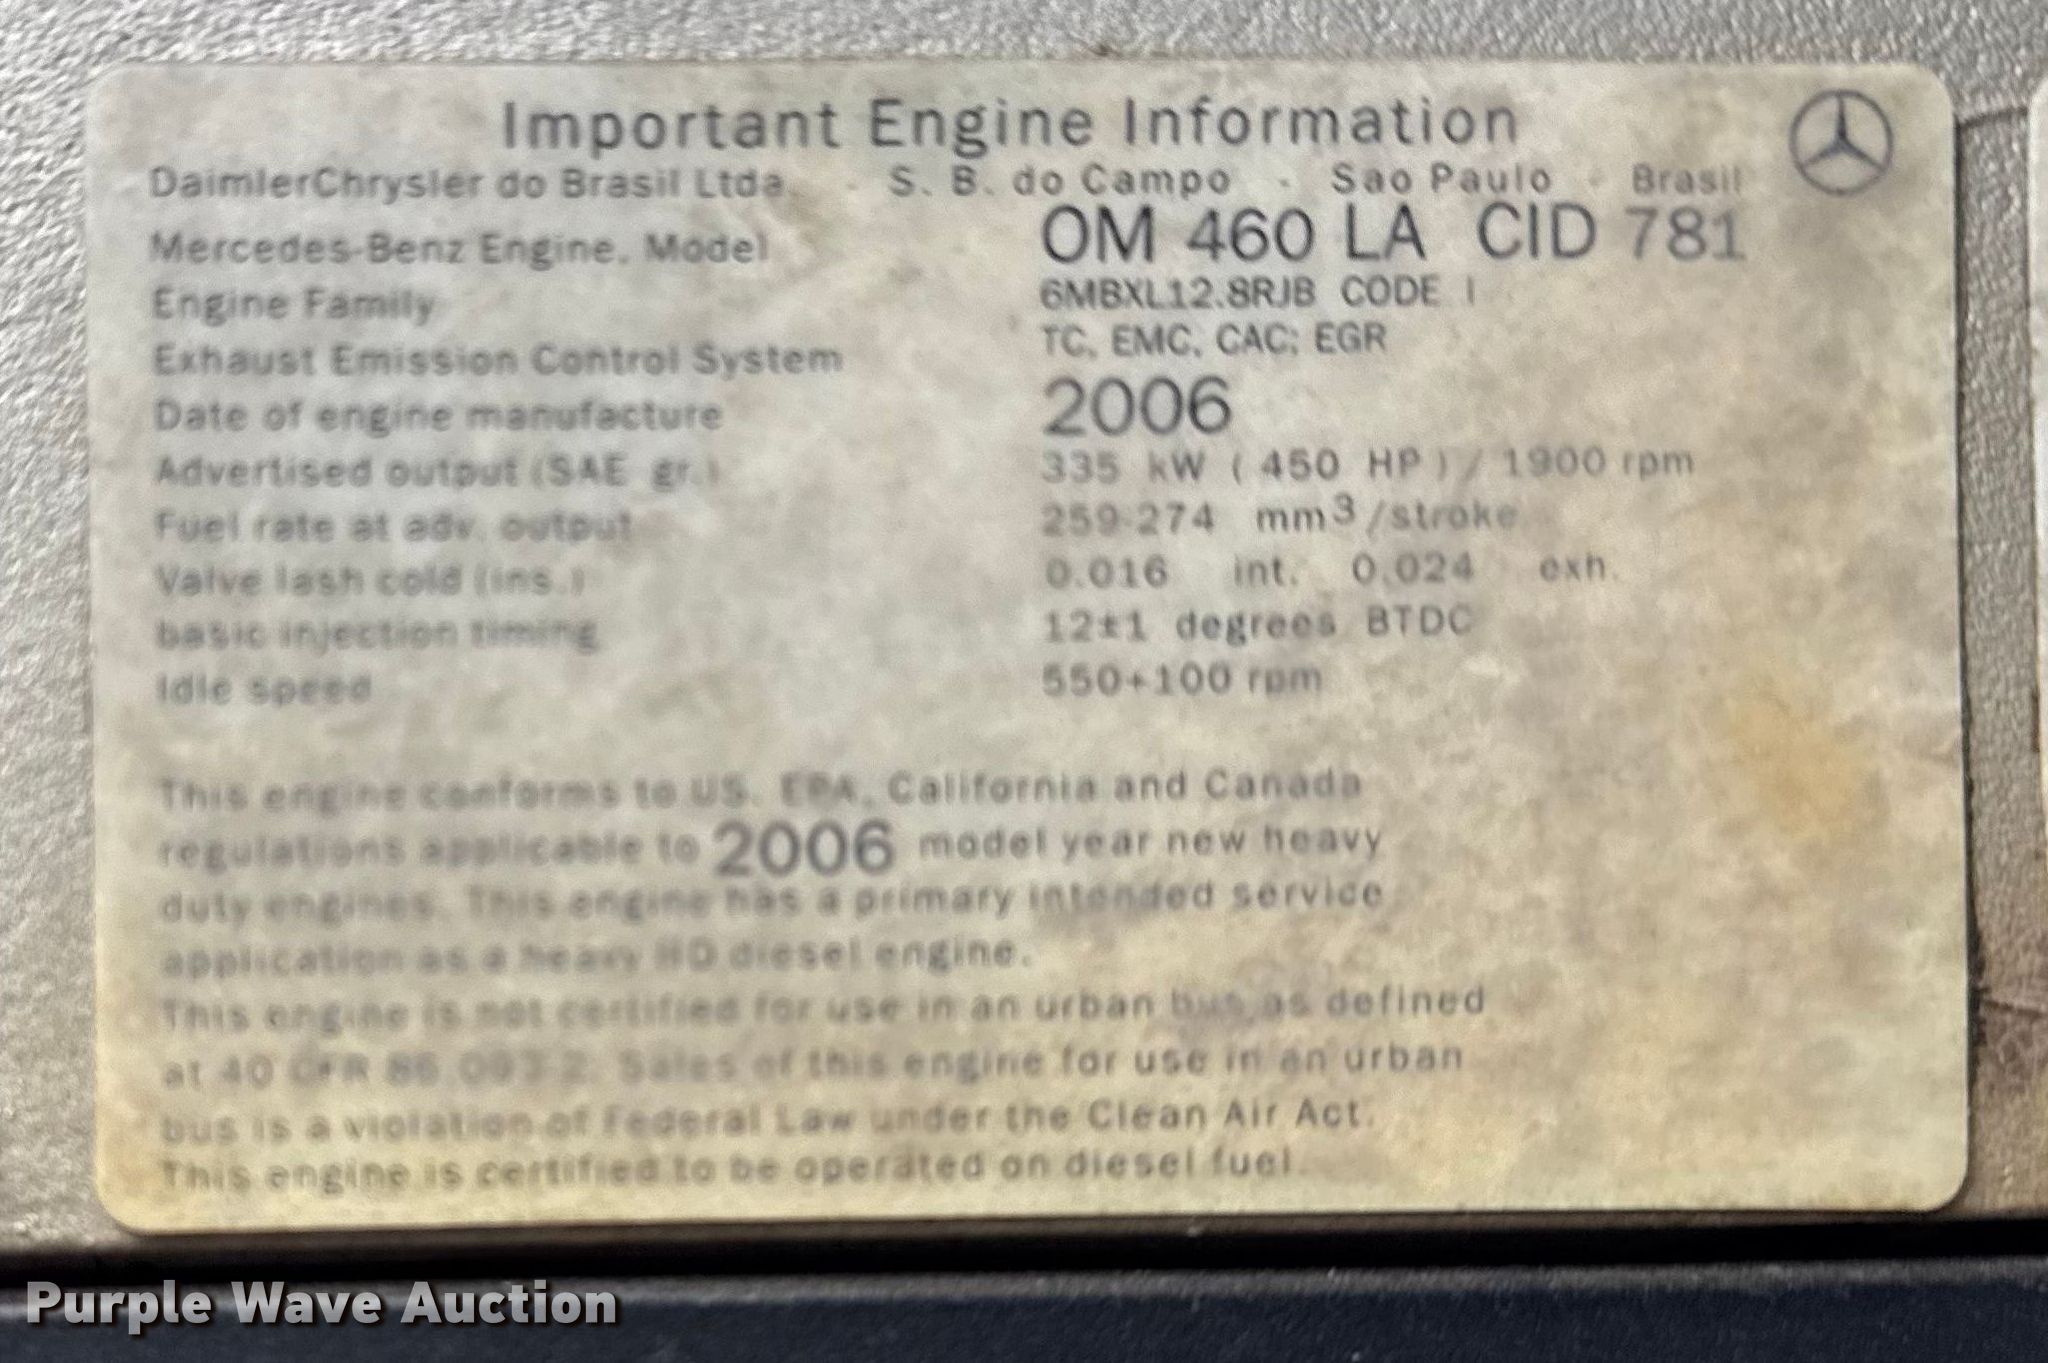 Important Engine Information
DaimlerChrysler do Brasil Ltda. - S. B. do Campo - Sao Paulo - Brasil
Mercedes-Benz Engine, Model OM 460 LA CID 781
Engine Family 6MBXL12.8RJB CODE I
Exhaust Emission Control System TC, EMC, CAC; EGR
Date of engine manufacture 2006
Advertised output (SAE gr.) 335 kW ( 450 HP ) / 1900 rpm
Fuel rate at adv. output 259-274 mm3 /stroke
Valve lash cold (ins.) 0.016 int. 0.024 exh.
basic injection timing 12±1 degrees BTDC
Idle speed 550+100 rpm
This engine conforms to US. EPA, California and Canada
regulations applicable to 2006 model year new heavy
duty engines. This engine has a primary intended service
application as a heavy HD diesel engine.
This engine is not certified for use in an urban bus as defined
at 40 CFR 86.093-2. Sales of this engine for use in an urban
bus is a violation of Federal Law under the Clean Air Act.
This engine is certified to be operated on diesel fuel.
Purple Wave Auction